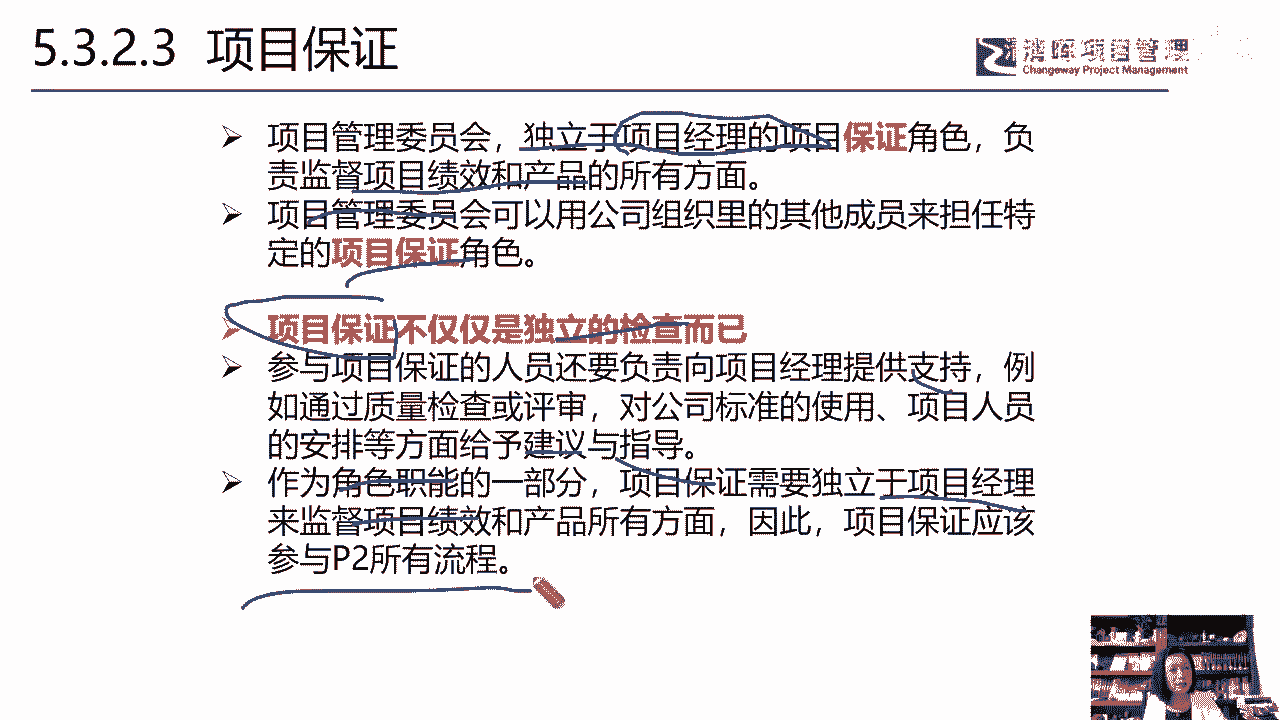 5.3.2.3 项目保证
清晖项目管理
Changeway Project Management
项目管理委员会，独立于项目经理的项目保证角色，负
责监督项目绩效和产品的所有方面。
项目管理委员会可以用公司组织里的其他成员来担任特
定的项目保证角色。
项目保证不仅仅是独立的检查而已
参与项目保证的人员还要负责向项目经理提供支持，例
如通过质量检查或评审，对公司标准的使用、项目人员
的安排等方面给予建议与指导。
作为角色职能的一部分，项目保证需要独立于项目经理
来监督项目绩效和产品所有方面，因此，项目保证应该
参与P2所有流程。